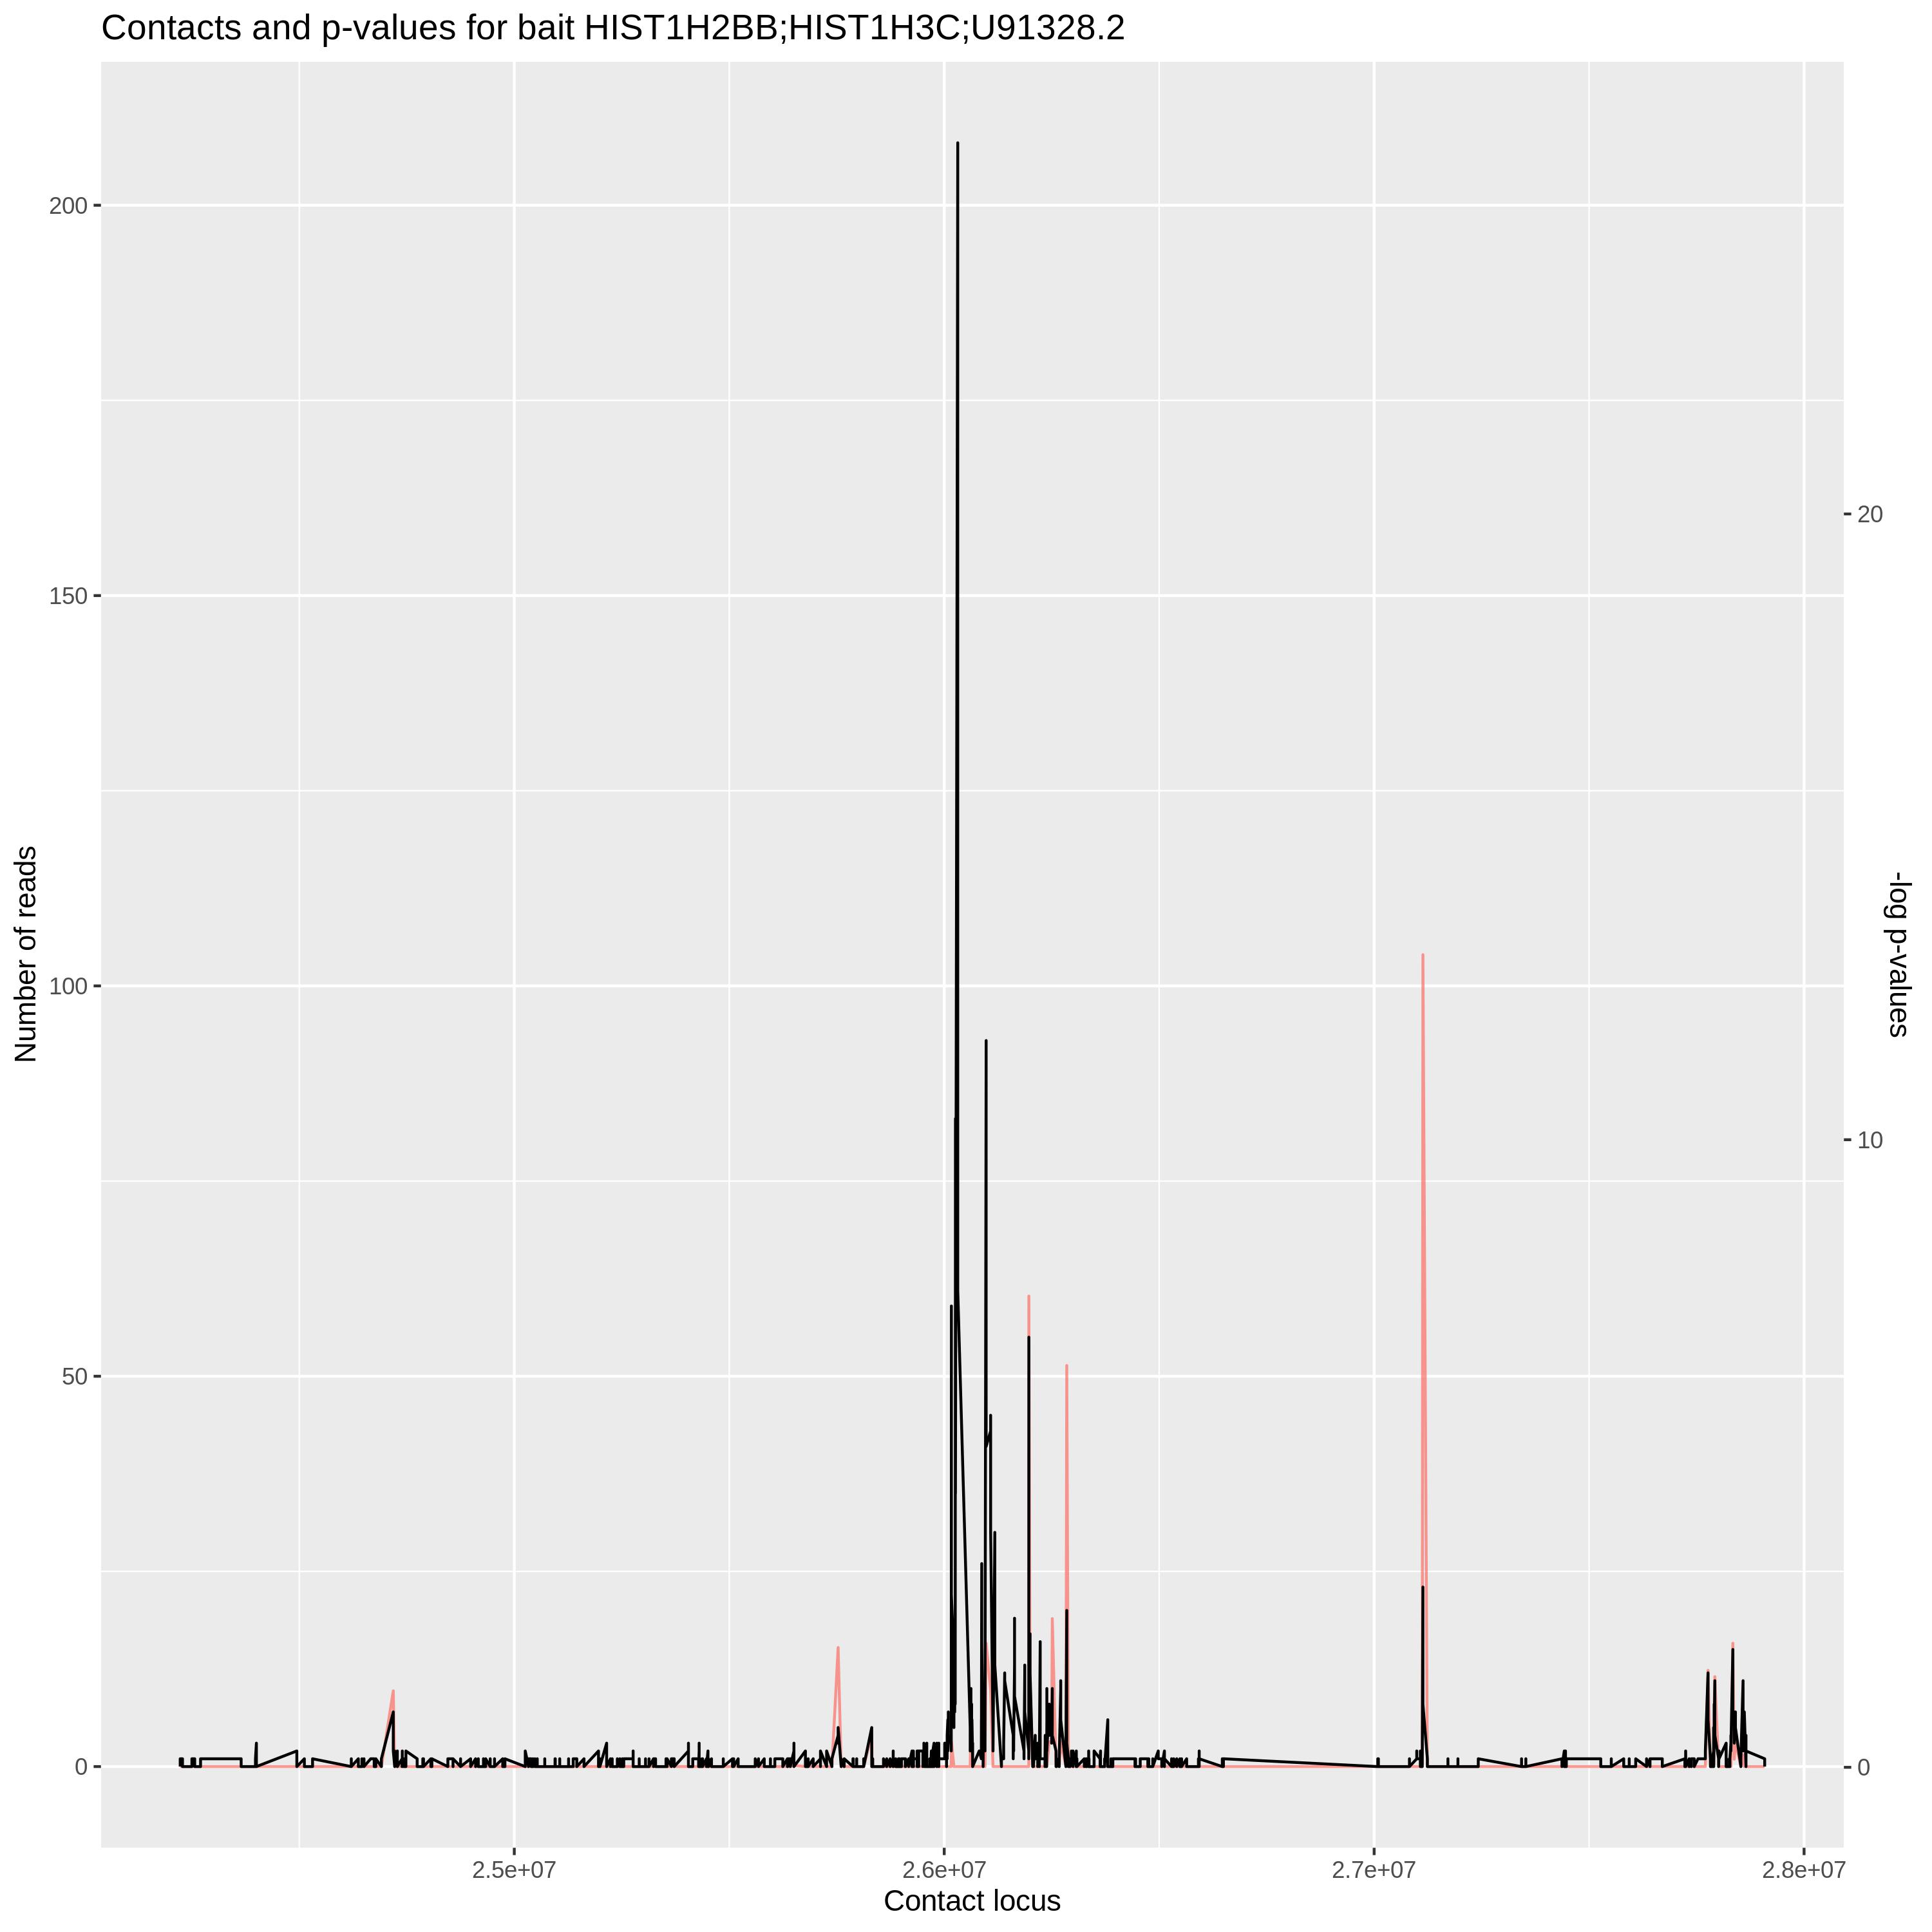 Contacts and p-values for bait HIST1H2BB;HIST1H3C;U91328.2
200
150
100
50
0
Number of reads
20
10
0
-log p-values
2.5e+07
2.6e+07
2.7e+07
2.8e+07
Contact locus